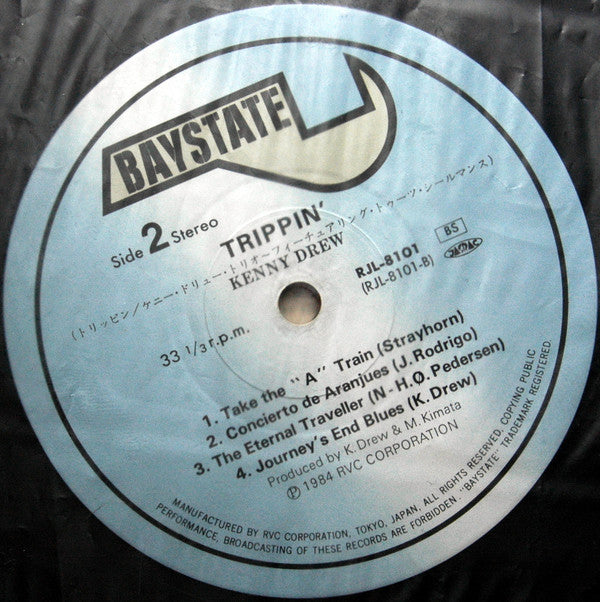 BAYSTATE
Side 2 Stereo
TRIPPIN'
(トリッピン/ケニー・ドリュー・トリオ〜フィーチュアリング・トゥーツ・シールマンス)
KENNY DREW
BS
JASRAC
RJL-8101
(RJL-8101-B)
33 1/3 r.p.m.
1. Take the "A" Train (Strayhorn)
2. Concierto de Aranjues (J. Rodrigo)
3. The Eternal Traveller (N-H.Ø. Pedersen)
4. Journey's End Blues (K. Drew)
Produced by K. Drew & M. Kimata
Ⓟ 1984 RVC CORPORATION
MANUFACTURED BY RVC CORPORATION, TOKYO, JAPAN. ALL RIGHTS RESERVED. COPYING PUBLIC
PERFORMANCE, BROADCASTING OF THESE RECORDS ARE FORBIDDEN. "BAYSTATE" TRADEMARK REGISTERED.